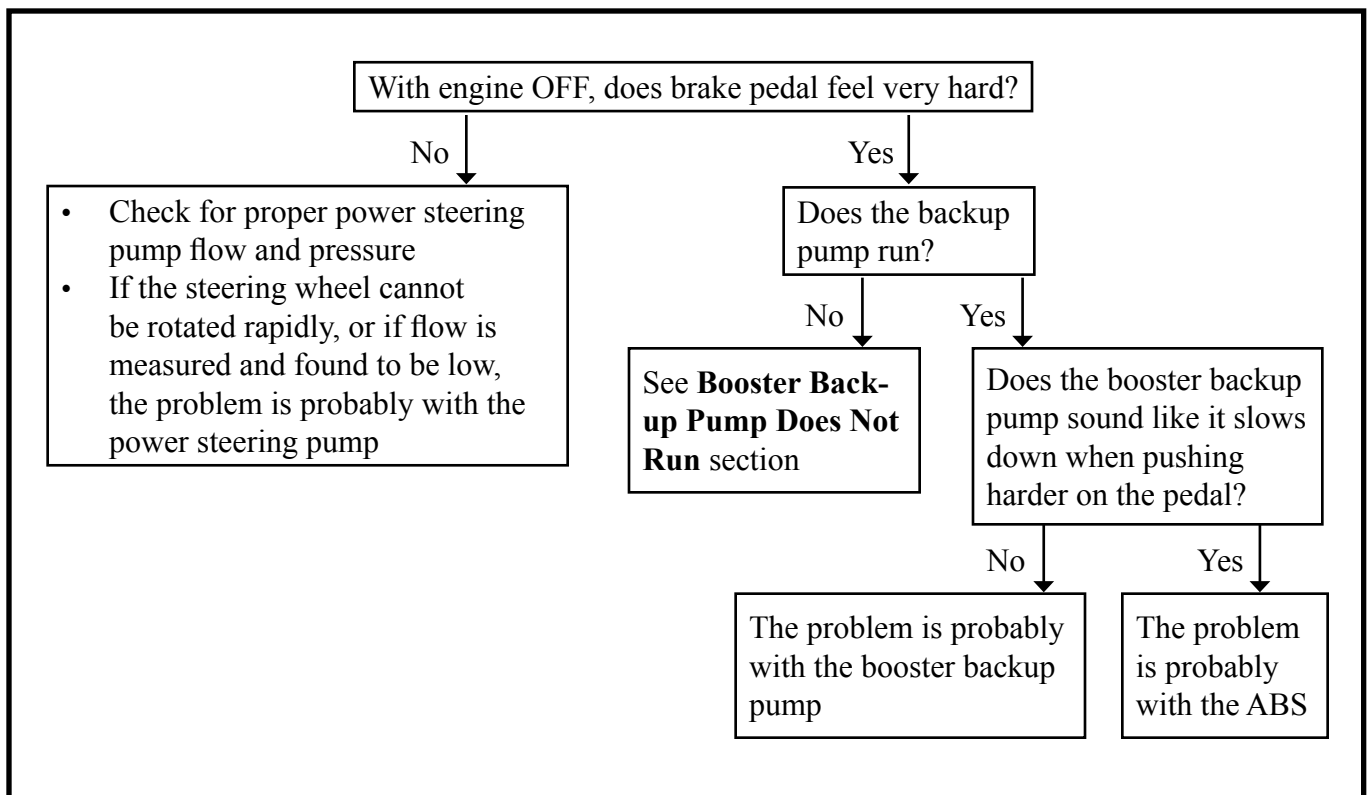 With engine OFF, does brake pedal feel very hard?
No
Yes
• Check for proper power steering
pump flow and pressure
• If the steering wheel cannot
be rotated rapidly, or if flow is
measured and found to be low,
the problem is probably with the
power steering pump
Does the backup
pump run?
No
Yes
See Booster Back-
up Pump Does Not
Run section
Does the booster backup
pump sound like it slows
down when pushing
harder on the pedal?
No
Yes
The problem is probably
with the booster backup
pump
The problem
is probably
with the ABS